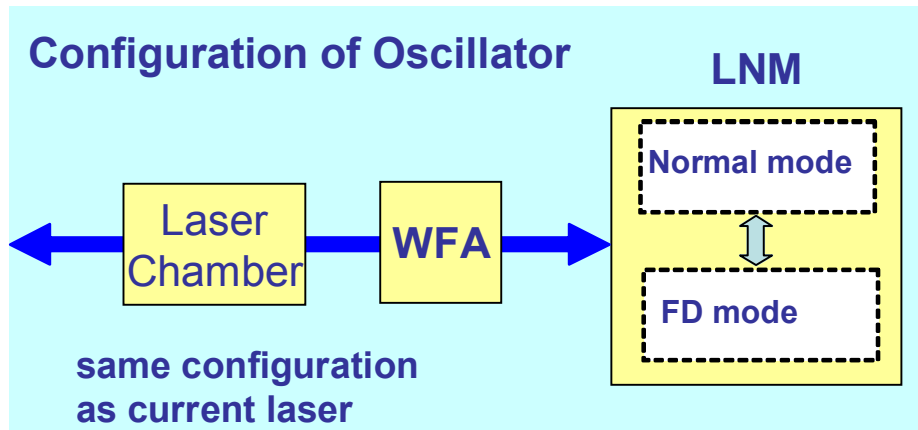 Configuration of Oscillator
LNM
Normal mode
Laser
Chamber
WFA
FD mode
same configuration
as current laser